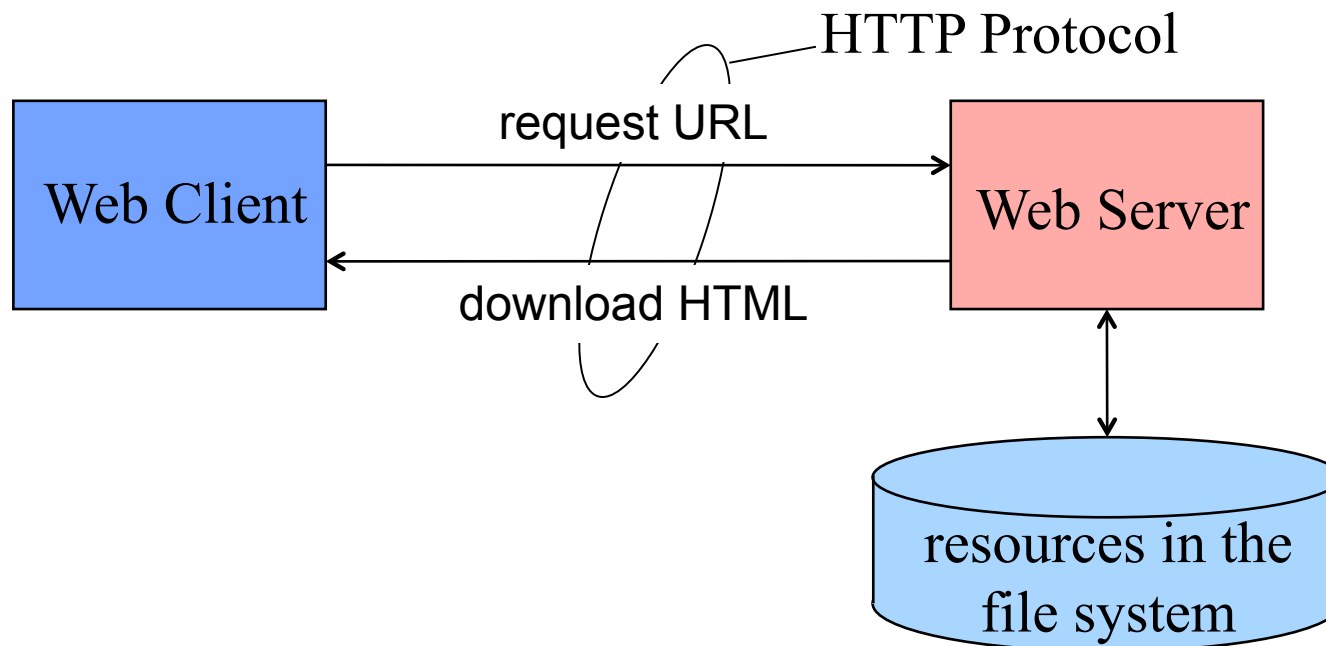 HTTP Protocol
request URL
Web Client
Web Server
download HTML
resources in the
file system